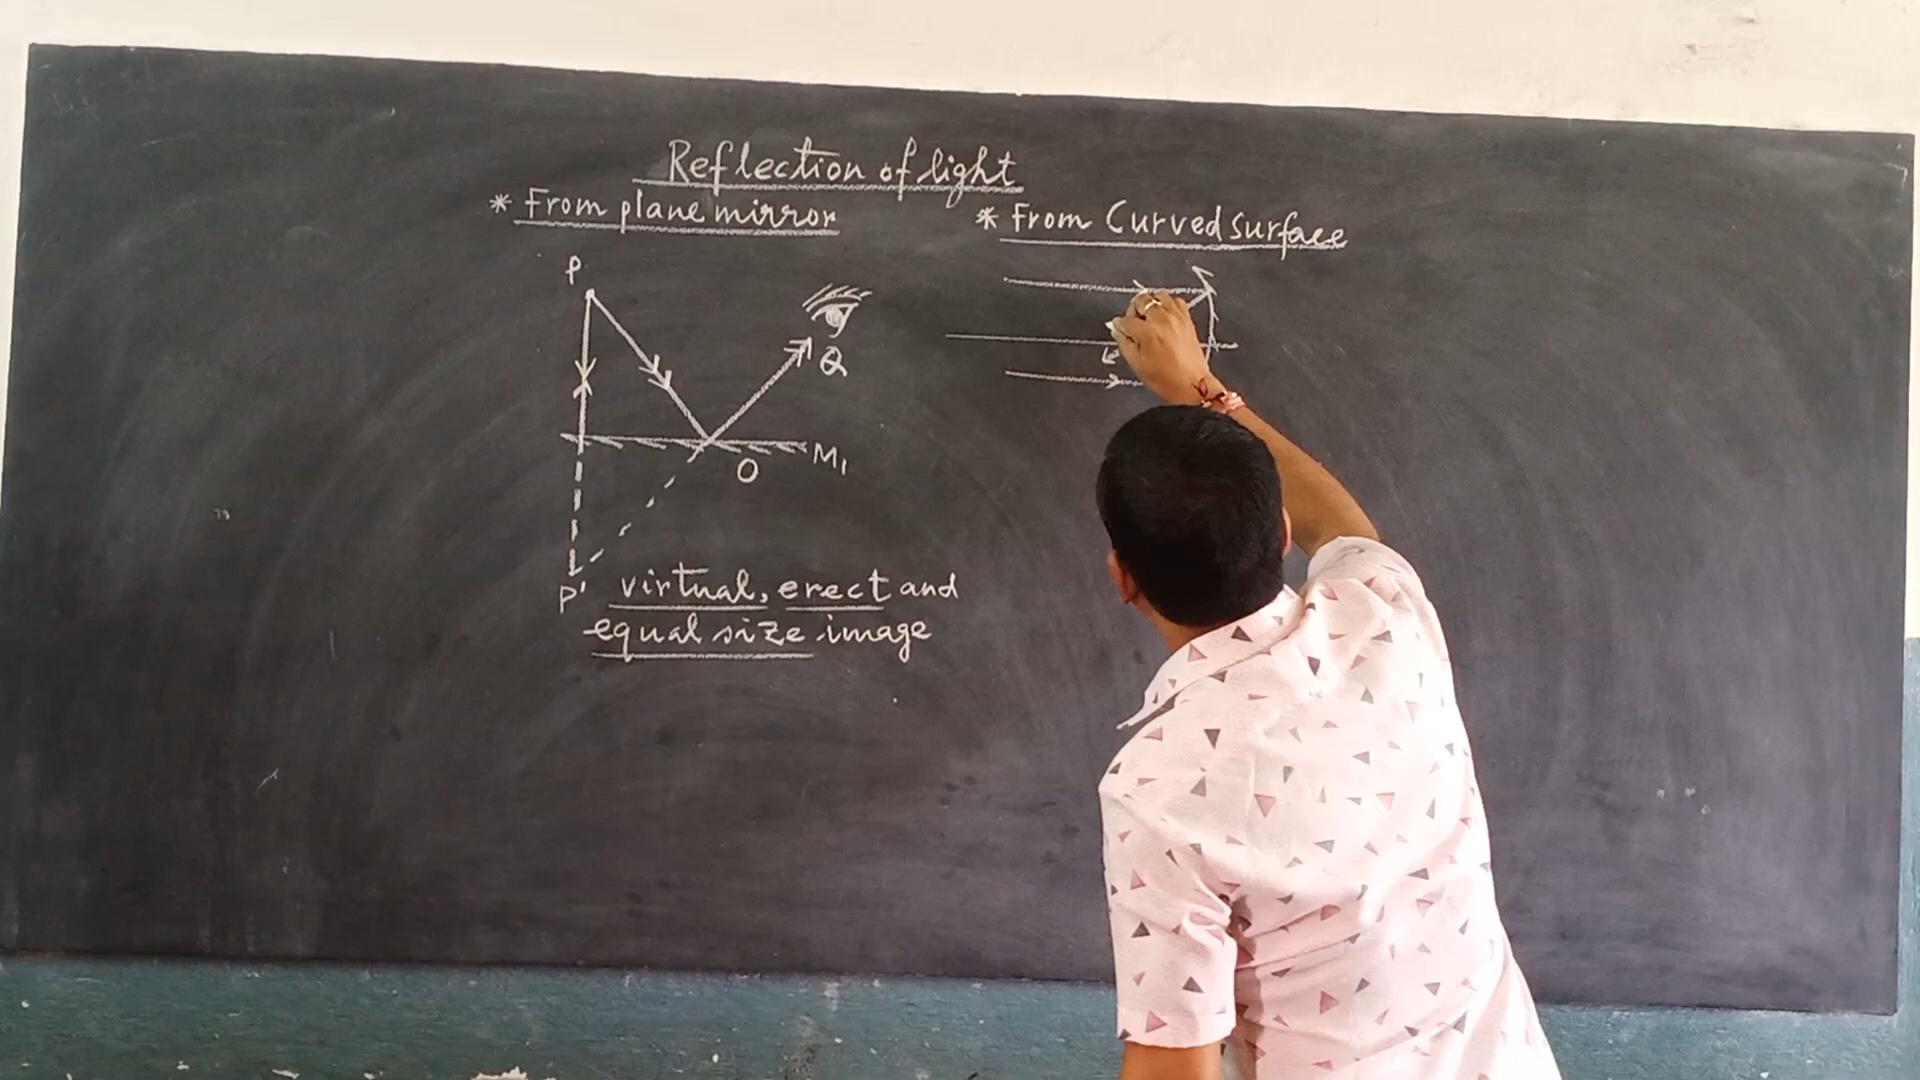 Reflection of light
* From plane mirror
* From Curved surface
P
Q
O
M1
P'
virtual, erect and
equal size image